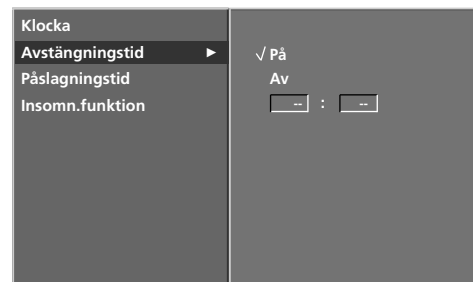 Klocka
Avstängningstid ►
Påslagningstid
Insomn.funktion
√ På
Av
-- : --